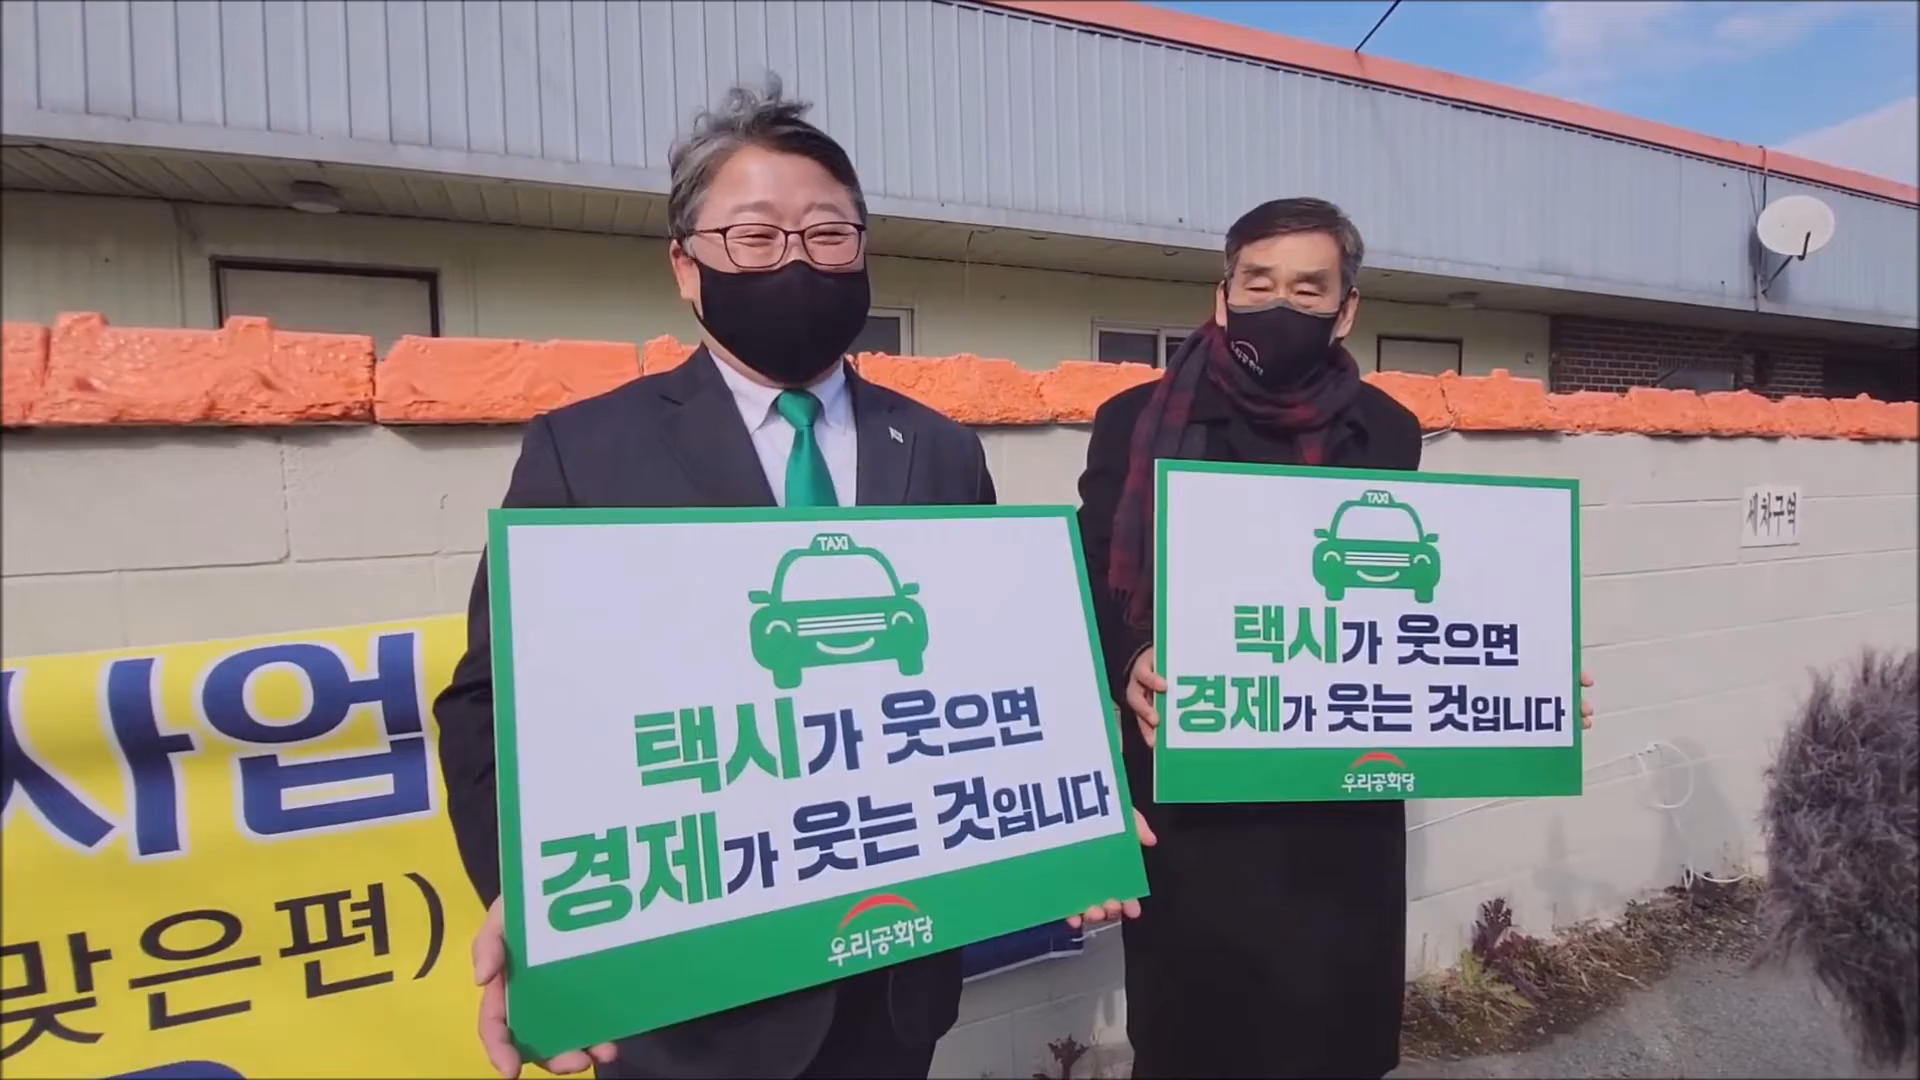 TAXI
택시가 웃으면
경제가 웃는 것입니다
우리공화당
TAXI
택시가 웃으면
경제가 웃는 것입니다
우리공화당
세차구역
사업
맞은편)